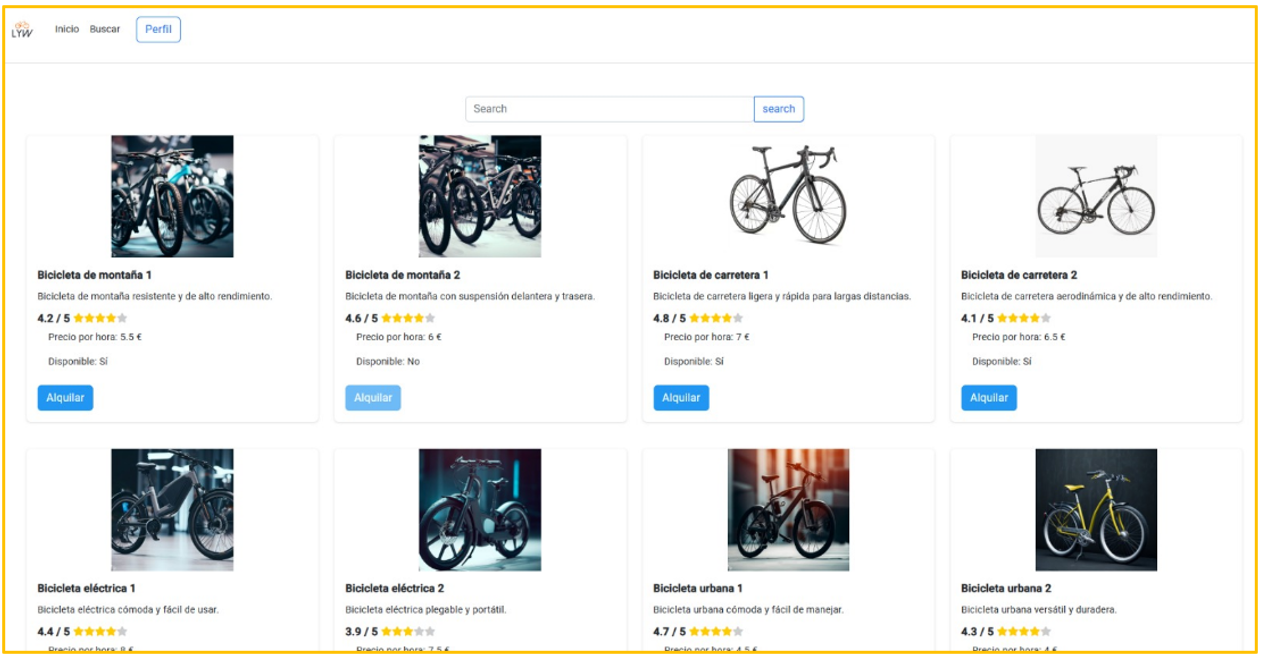 LYW
Inicio Buscar Perfil
Search search
Bicicleta de montaña 1
Bicicleta de montaña resistente y de alto rendimiento.
4.2 / 5
Precio por hora: 5.5 €
Disponible: Sí
Alquilar
Bicicleta de montaña 2
Bicicleta de montaña con suspensión delantera y trasera.
4.6 / 5
Precio por hora: 6 €
Disponible: No
Alquilar
Bicicleta de carretera 1
Bicicleta de carretera ligera y rápida para largas distancias.
4.8 / 5
Precio por hora: 7 €
Disponible: Sí
Alquilar
Bicicleta de carretera 2
Bicicleta de carretera aerodinámica y de alto rendimiento.
4.1 / 5
Precio por hora: 6.5 €
Disponible: Sí
Alquilar
Bicicleta eléctrica 1
Bicicleta eléctrica cómoda y fácil de usar.
4.4 / 5
Precio por hora: 8 €
Bicicleta eléctrica 2
Bicicleta eléctrica plegable y portátil.
3.9 / 5
Precio por hora: 7.5 €
Bicicleta urbana 1
Bicicleta urbana cómoda y fácil de manejar.
4.7 / 5
Precio por hora: 4.5 €
Bicicleta urbana 2
Bicicleta urbana versátil y duradera.
4.3 / 5
Precio por hora: 4 €